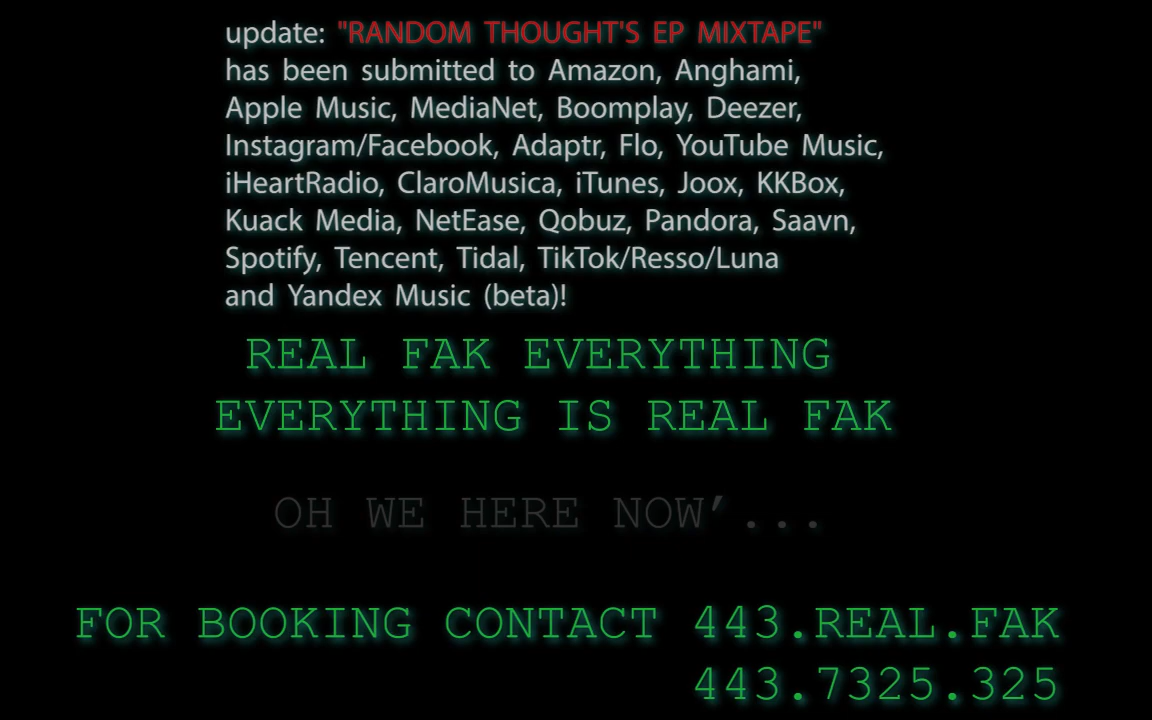 update: "RANDOM THOUGHT'S EP MIXTAPE"
has been submitted to Amazon, Anghami,
Apple Music, MediaNet, Boomplay, Deezer,
Instagram/Facebook, Adaptr, Flo, YouTube Music,
iHeartRadio, ClaroMusica, iTunes, Joox, KKBox,
Kuack Media, NetEase, Qobuz, Pandora, Saavn,
Spotify, Tencent, Tidal, TikTok/Resso/Luna
and Yandex Music (beta)!
REAL FAK EVERYTHING
EVERYTHING IS REAL FAK
OH WE HERE NOW’...
FOR BOOKING CONTACT 443.REAL.FAK
443.7325.325